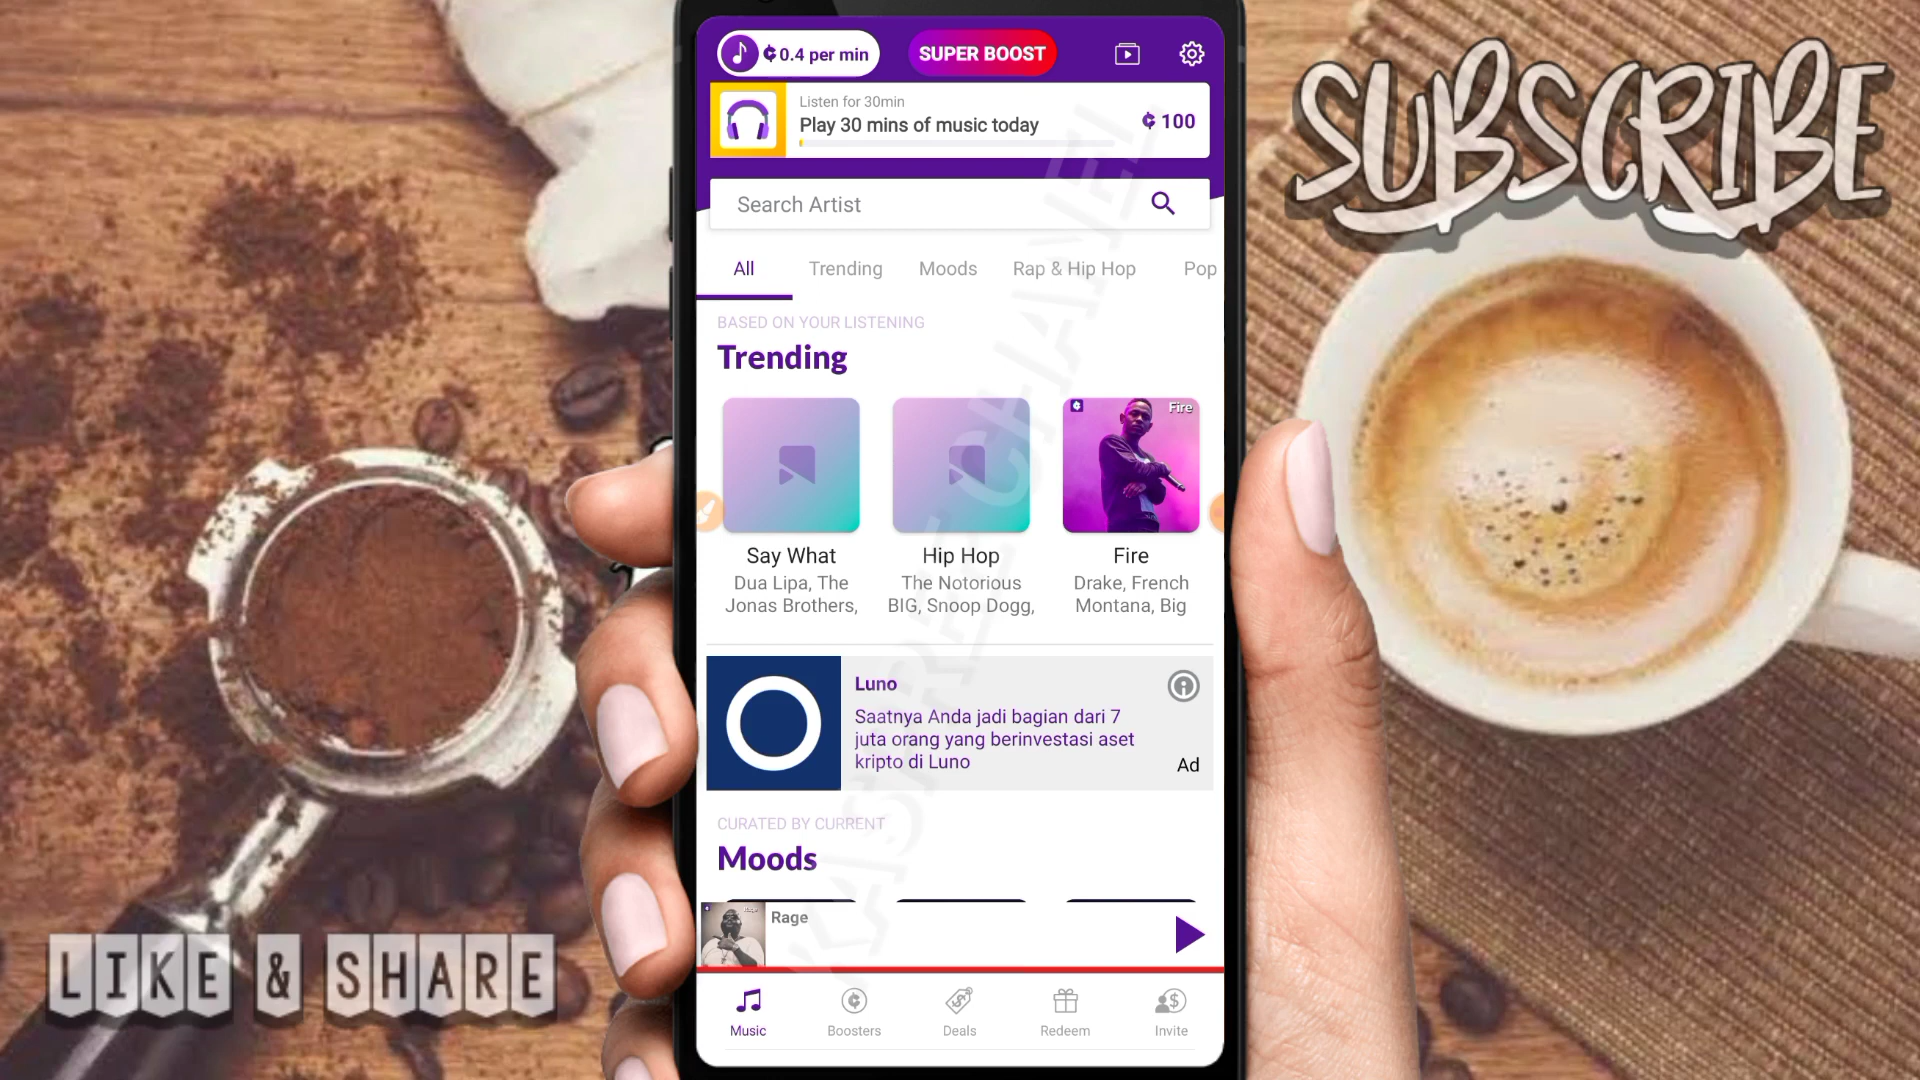 ₵ 0.4 per min
SUPER BOOST
Listen for 30min
Play 30 mins of music today
₵ 100
Search Artist
All
Trending
Moods
Rap & Hip Hop
Pop
BASED ON YOUR LISTENING
Trending
Fire
Say What
Dua Lipa, The
Jonas Brothers,
Hip Hop
The Notorious
BIG, Snoop Dogg,
Fire
Drake, French
Montana, Big
Luno
Saatnya Anda jadi bagian dari 7
juta orang yang berinvestasi aset
kripto di Luno
Ad
CURATED BY CURRENT
Moods
Rage
Rage
Music
Boosters
Deals
Redeem
Invite
SUBSCRIBE
LIKE & SHARE